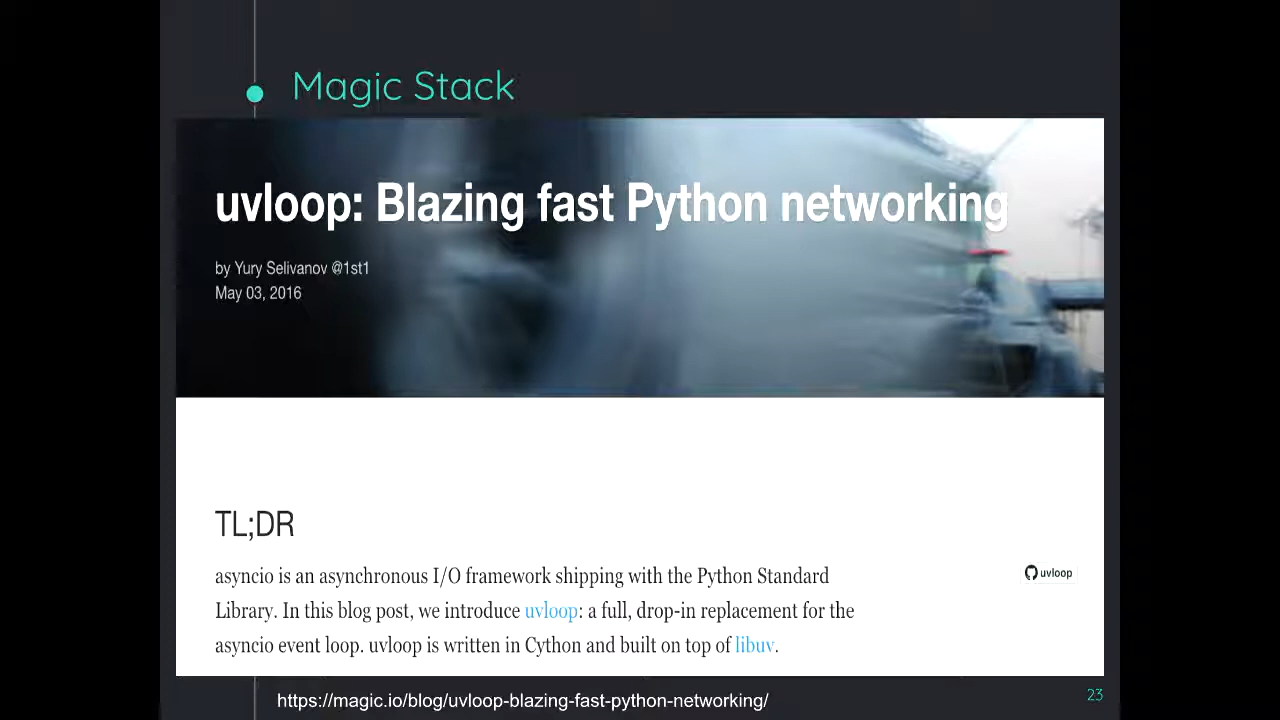 Magic Stack
uvloop: Blazing fast Python networking
by Yury Selivanov @1st1
May 03, 2016
TL;DR
asyncio is an asynchronous I/O framework shipping with the Python Standard
Library. In this blog post, we introduce uvloop: a full, drop-in replacement for the
asyncio event loop. uvloop is written in Cython and built on top of libuv.
uvloop
https://magic.io/blog/uvloop-blazing-fast-python-networking/
23